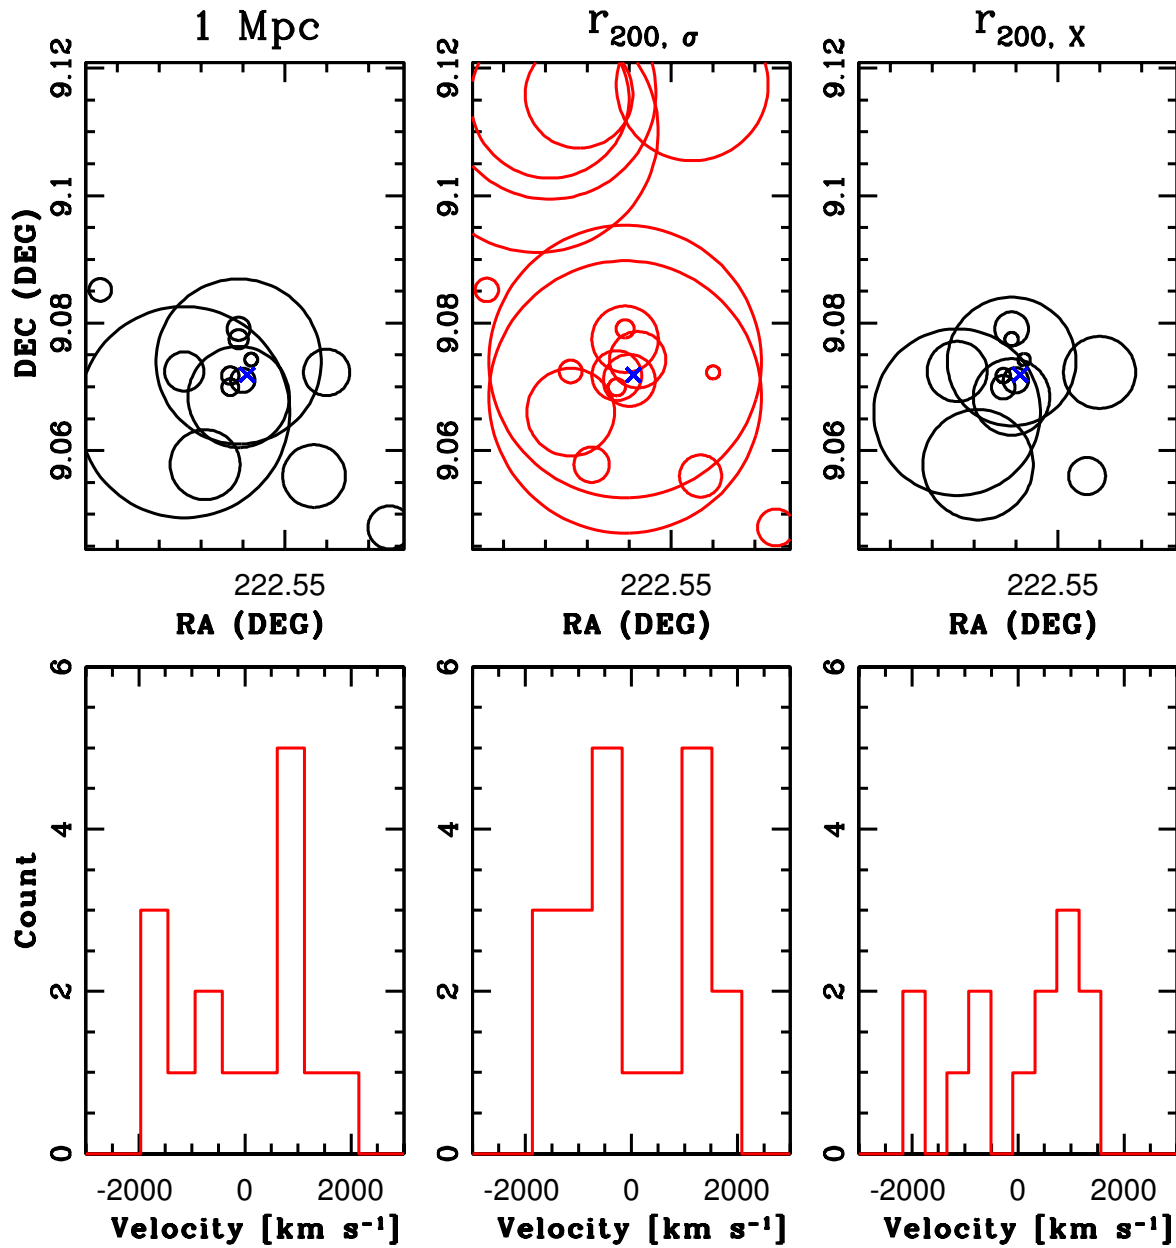 1 Mpc
r200, σ
r200, X
DEC (DEG)
9.12
9.1
9.08
9.06
9.12
9.1
9.08
9.06
9.12
9.1
9.08
9.06
222.55
222.55
222.55
RA (DEG)
RA (DEG)
RA (DEG)
Count
6
4
2
0
6
4
2
0
6
4
2
0
-2000 0 2000
-2000 0 2000
-2000 0 2000
Velocity [km s⁻¹]
Velocity [km s⁻¹]
Velocity [km s⁻¹]